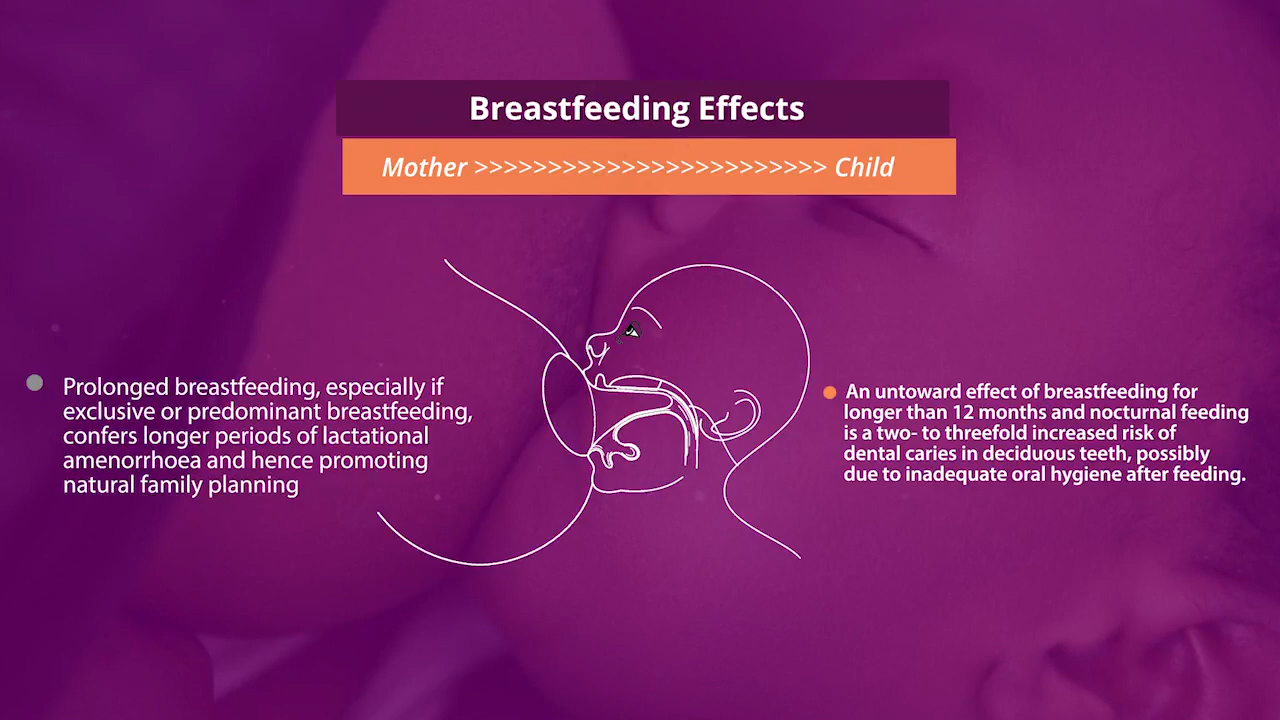 Breastfeeding Effects
Mother >>>>>>>>>>>>>>>>>>>>>>>> Child
Prolonged breastfeeding, especially if
exclusive or predominant breastfeeding,
confers longer periods of lactational
amenorrhoea and hence promoting
natural family planning
An untoward effect of breastfeeding for
longer than 12 months and nocturnal feeding
is a two- to threefold increased risk of
dental caries in deciduous teeth, possibly
due to inadequate oral hygiene after feeding.